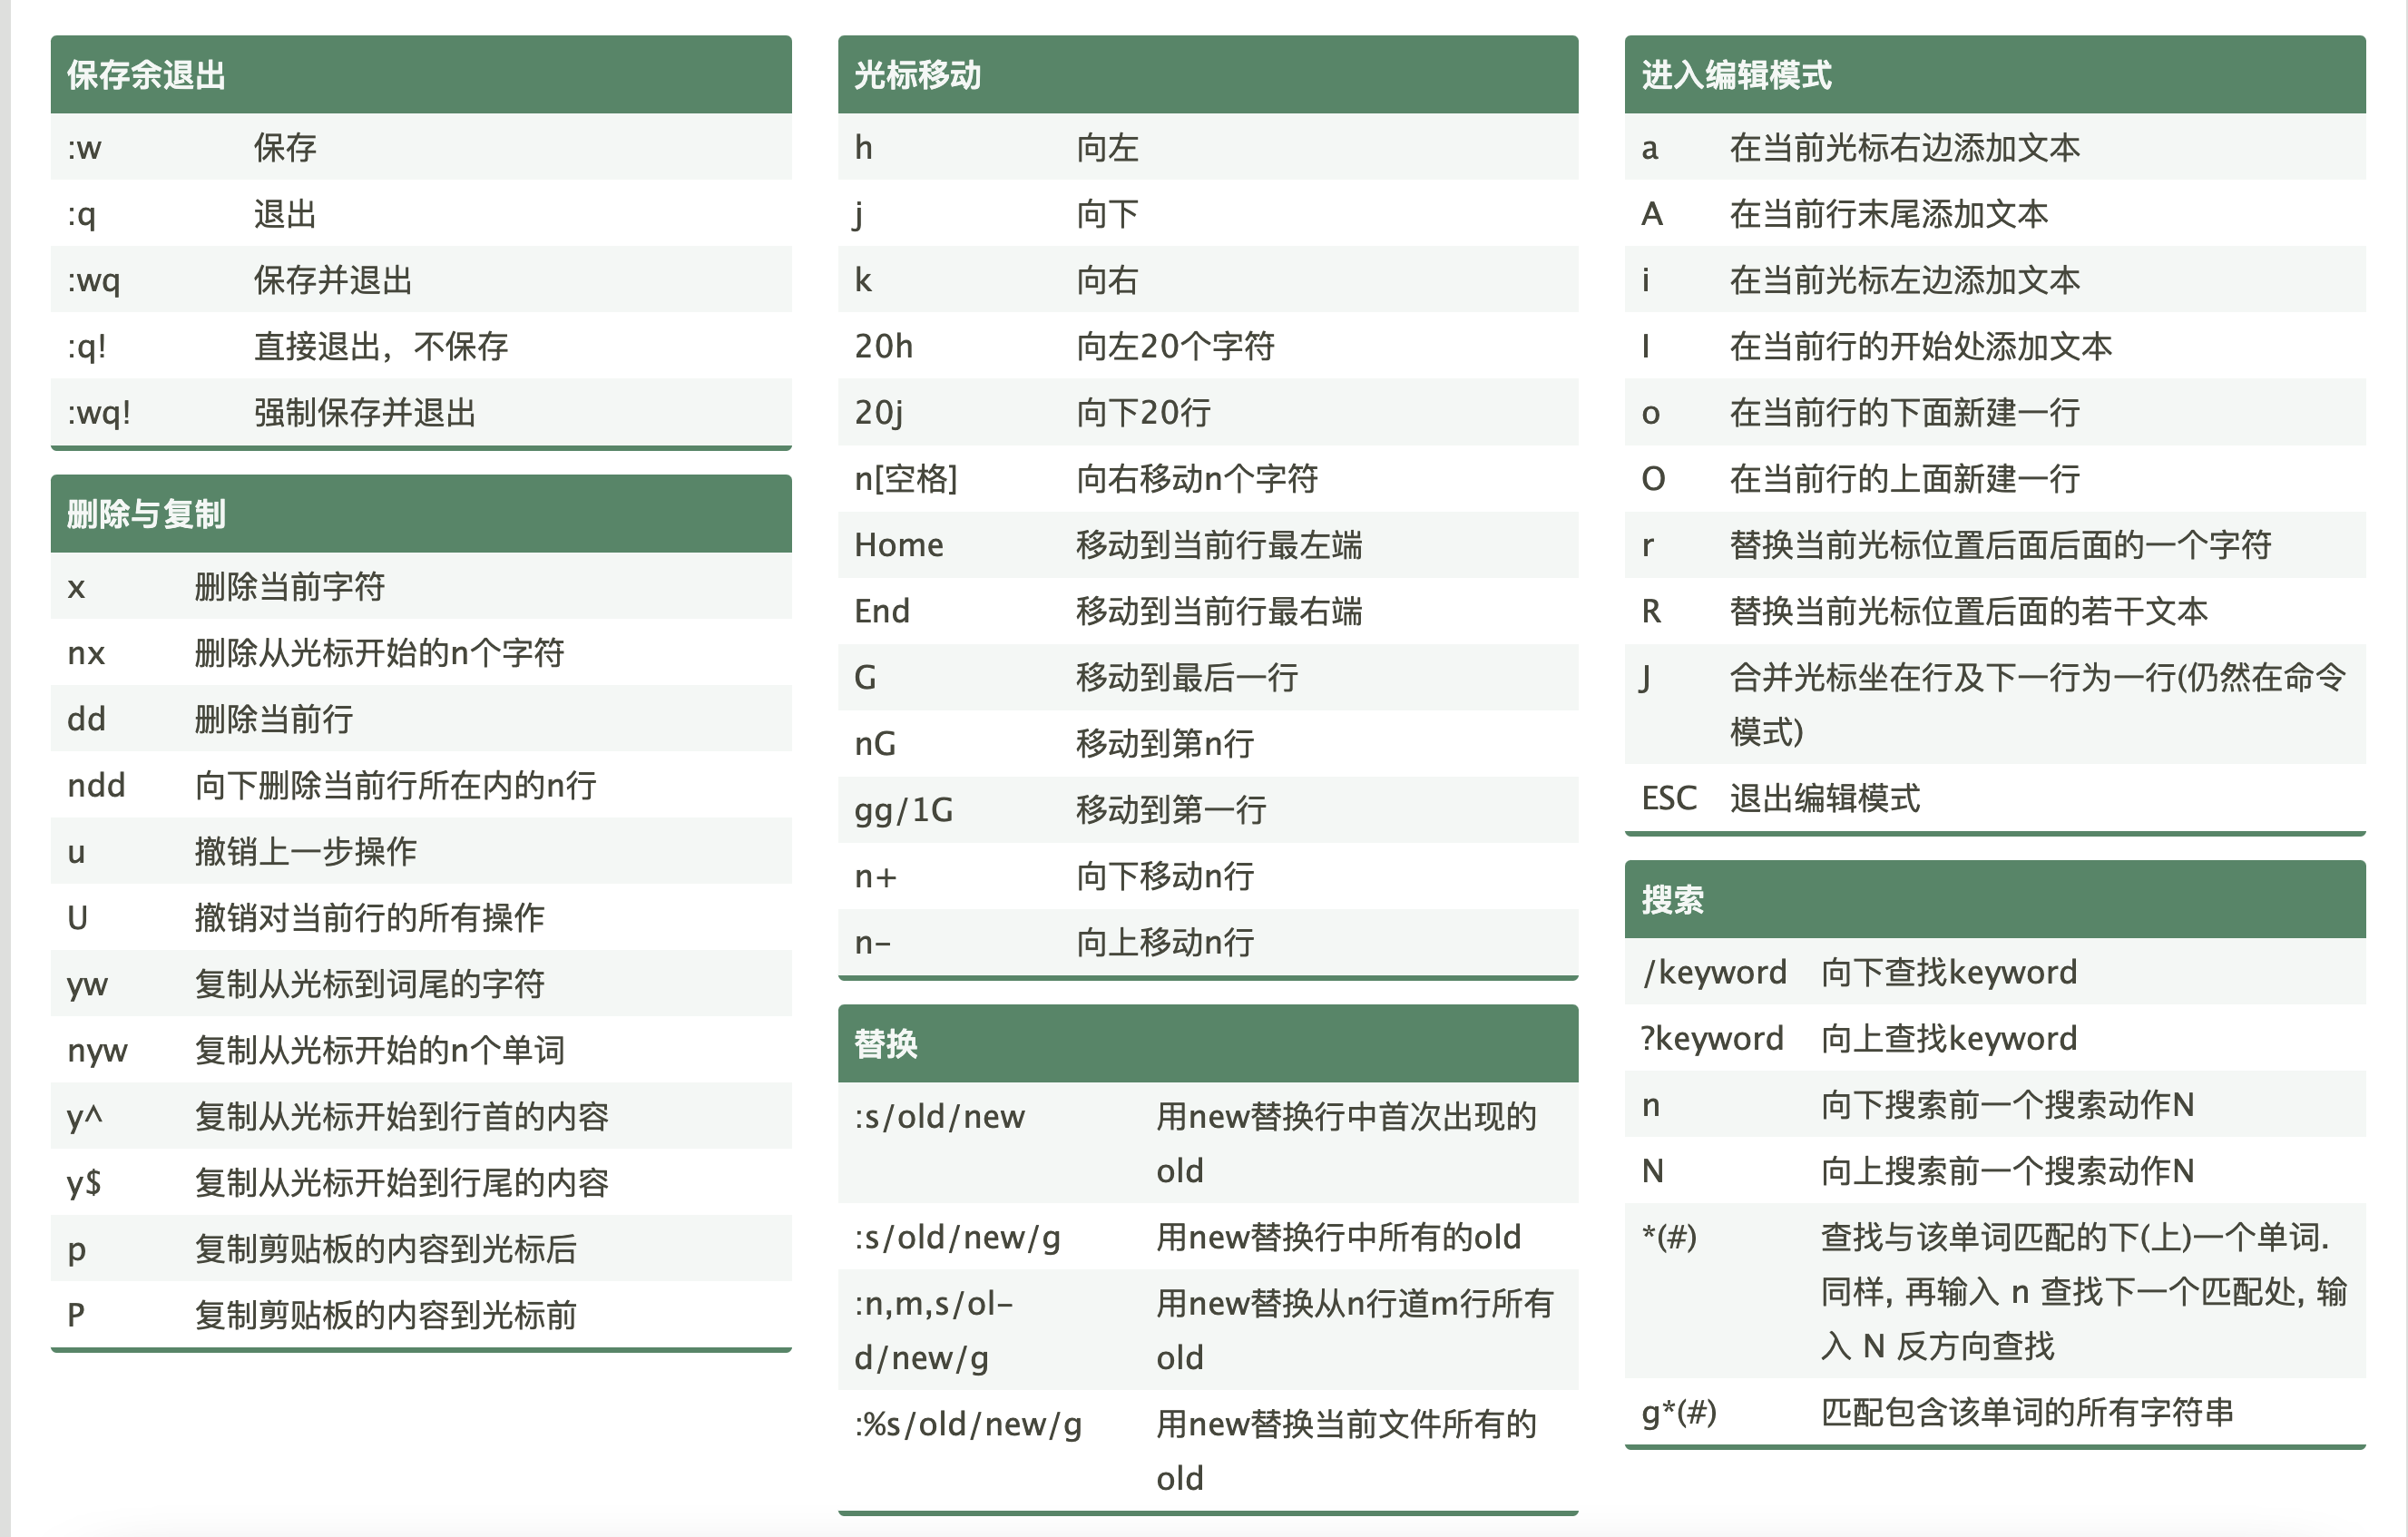 保存余退出
:w 保存
:q 退出
:wq 保存并退出
:q! 直接退出，不保存
:wq! 强制保存并退出
删除与复制
x 删除当前字符
nx 删除从光标开始的n个字符
dd 删除当前行
ndd 向下删除当前行所在内的n行
u 撤销上一步操作
U 撤销对当前行的所有操作
yw 复制从光标到词尾的字符
nyw 复制从光标开始的n个单词
y^ 复制从光标开始到行首的内容
y$ 复制从光标开始到行尾的内容
p 复制剪贴板的内容到光标后
P 复制剪贴板的内容到光标前
光标移动
h 向左
j 向下
k 向右
20h 向左20个字符
20j 向下20行
n[空格] 向右移动n个字符
Home 移动到当前行最左端
End 移动到当前行最右端
G 移动到最后一行
nG 移动到第n行
gg/1G 移动到第一行
n+ 向下移动n行
n- 向上移动n行
替换
:s/old/new 用new替换行中首次出现的
old
:s/old/new/g 用new替换行中所有的old
:n,m,s/ol- 用new替换从n行道m行所有
d/new/g old
:%s/old/new/g 用new替换当前文件所有的
old
进入编辑模式
a 在当前光标右边添加文本
A 在当前行末尾添加文本
i 在当前光标左边添加文本
I 在当前行的开始处添加文本
o 在当前行的下面新建一行
O 在当前行的上面新建一行
r 替换当前光标位置后面后面的一个字符
R 替换当前光标位置后面的若干文本
J 合并光标坐在行及下一行为一行(仍然在命令
模式)
ESC 退出编辑模式
搜索
/keyword 向下查找keyword
?keyword 向上查找keyword
n 向下搜索前一个搜索动作N
N 向上搜索前一个搜索动作N
*(#) 查找与该单词匹配的下(上)一个单词.
同样, 再输入 n 查找下一个匹配处, 输
入 N 反方向查找
g*(#) 匹配包含该单词的所有字符串